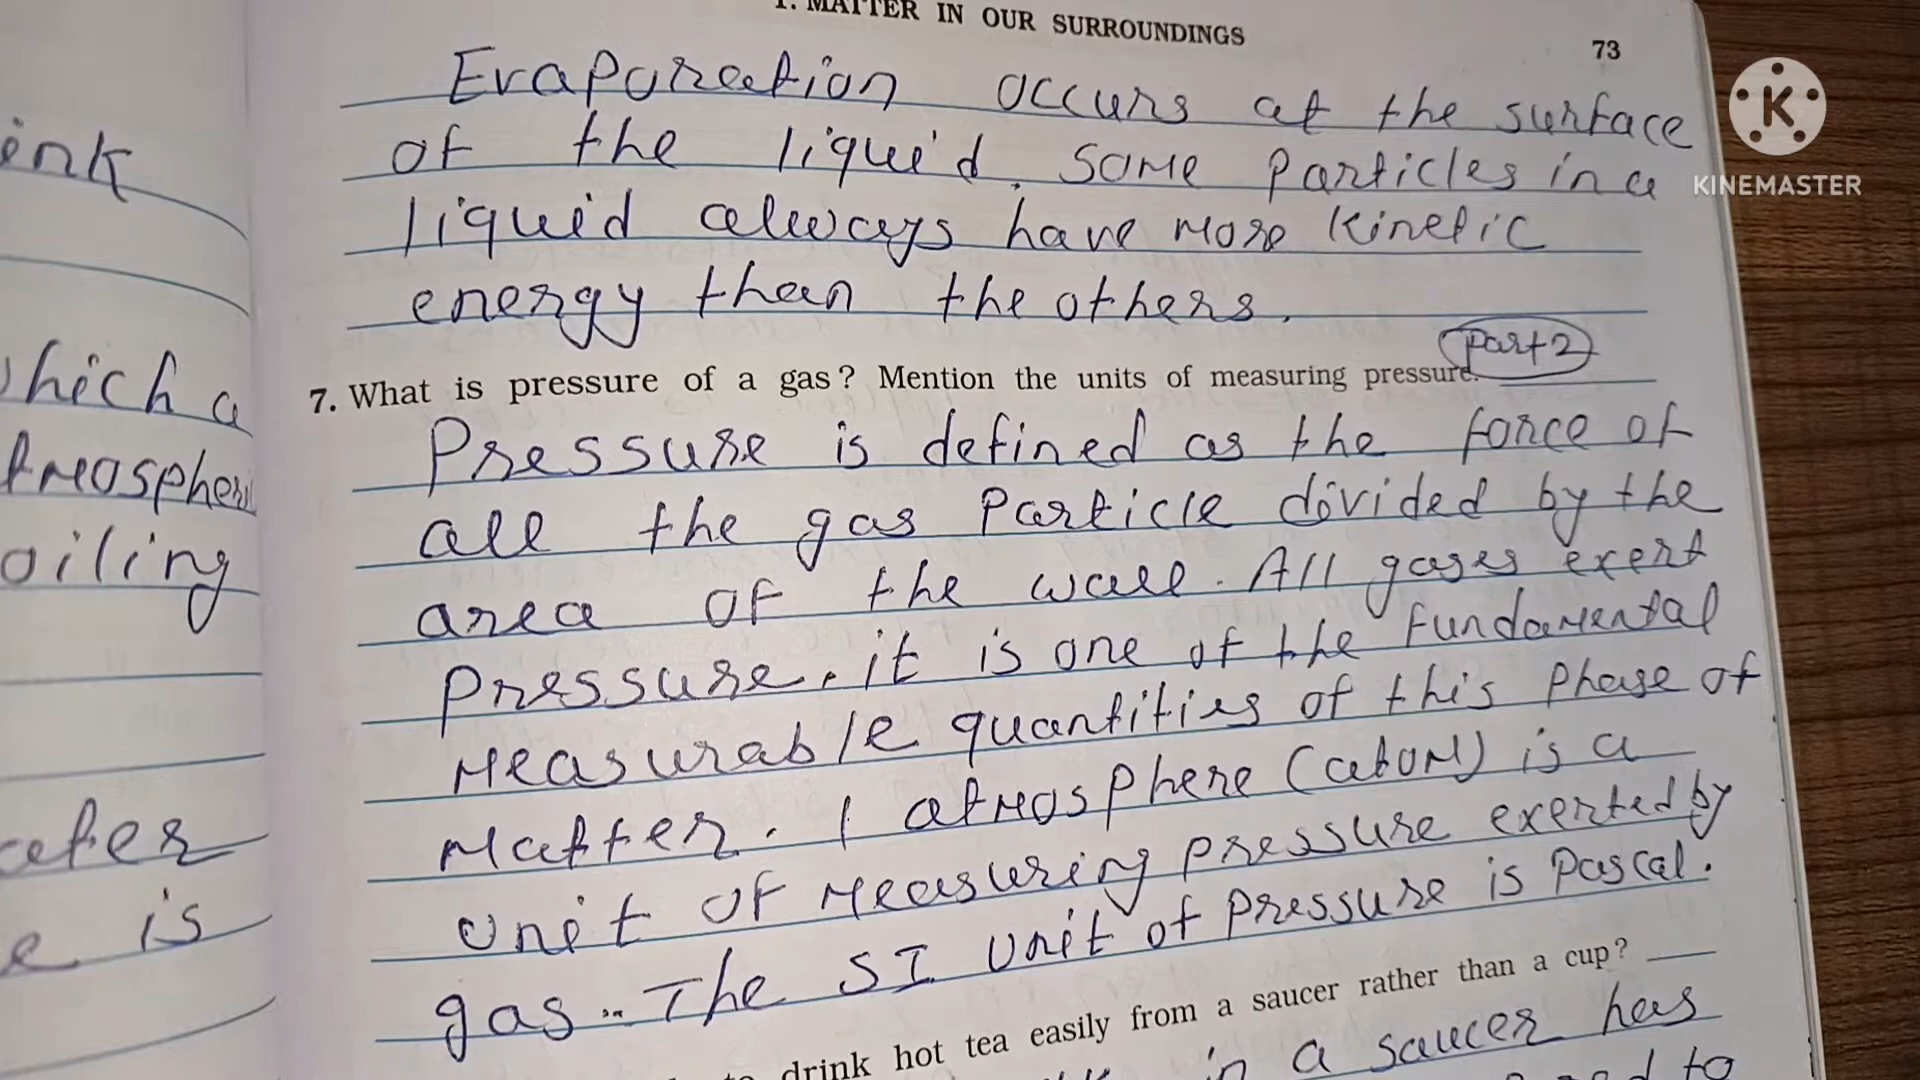 1. MATTER IN OUR SURROUNDINGS
73
Evaporation occurs at the surface
of the liquid. Some particles in a
liquid always have more kinetic
energy than the others.
Part 2
7. What is pressure of a gas? Mention the units of measuring pressure.
Pressure is defined as the force of
all the gas particle divided by the
area of the wall. All gases exert
pressure. it is one of the fundamental
measurable quantities of this phase of
matter. 1 atmosphere (atom) is a
unit of measuring pressure exerted by
gas. The SI unit of pressure is Pascal.
drink hot tea easily from a saucer rather than a cup?
in a saucer has
to
ink
which a
oiling
e is
K
KINEMASTER